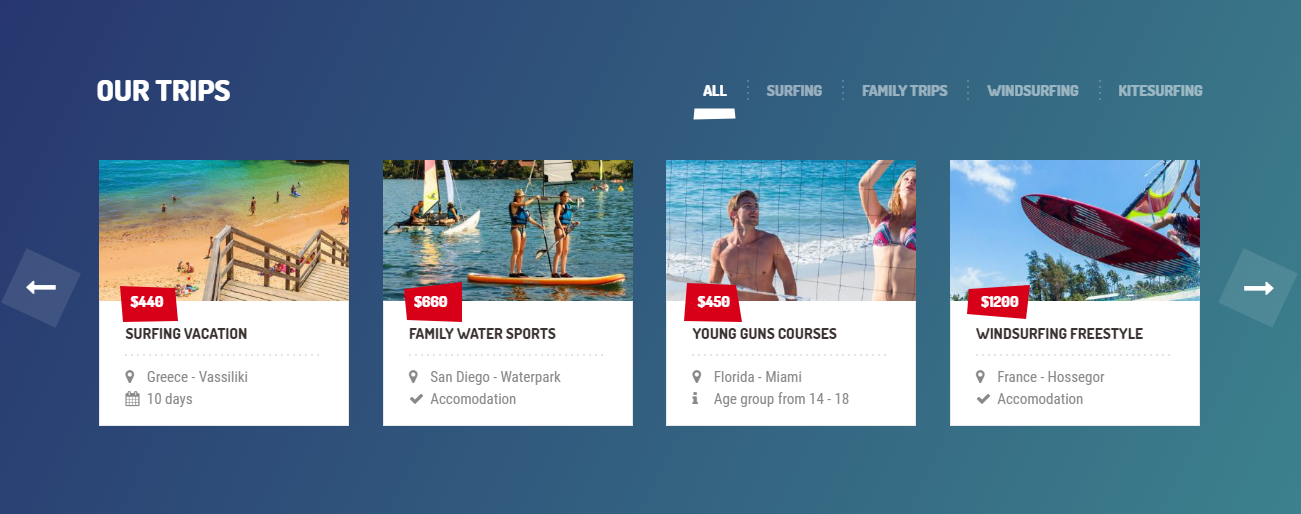 OUR TRIPS
ALL
SURFING
FAMILY TRIPS
WINDSURFING
KITESURFING
$440
SURFING VACATION
Greece - Vassiliki
10 days
$660
FAMILY WATER SPORTS
San Diego - Waterpark
Accomodation
$450
YOUNG GUNS COURSES
Florida - Miami
Age group from 14 - 18
$1200
WINDSURFING FREESTYLE
France - Hossegor
Accomodation